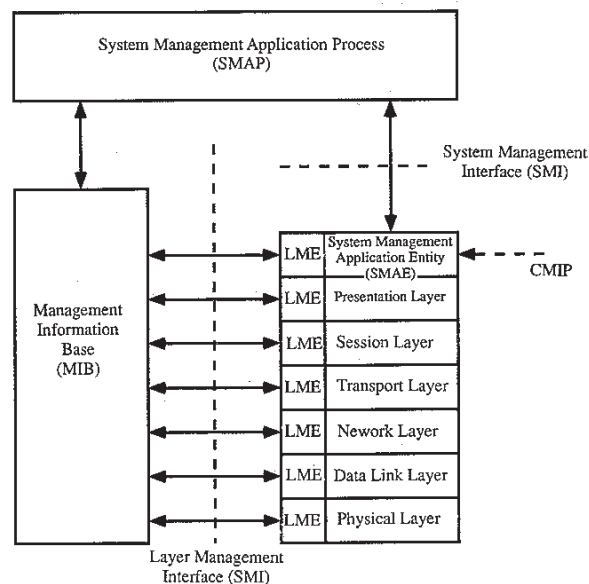 System Management Application Process
(SMAP)
System Management
Interface (SMI)
Management
Information
Base
(MIB)
LME
System Management
Application Entity
(SMAE)
CMIP
LME
Presentation Layer
LME
Session Layer
LME
Transport Layer
LME
Nework Layer
LME
Data Link Layer
LME
Physical Layer
Layer Management
Interface (SMI)